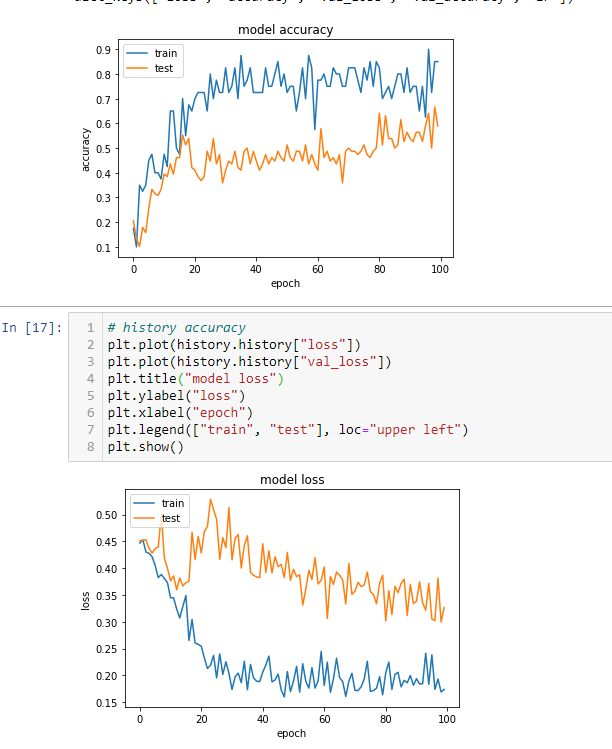 model accuracy
train
test
0.9
0.8
0.7
0.6
0.5
0.4
0.3
0.2
0.1
accuracy
0 20 40 60 80 100
epoch
In [17]:
1 # history accuracy
2 plt.plot(history.history["loss"])
3 plt.plot(history.history["val_loss"])
4 plt.title("model loss")
5 plt.ylabel("loss")
6 plt.xlabel("epoch")
7 plt.legend(["train", "test"], loc="upper left")
8 plt.show()
model loss
train
test
0.50
0.45
0.40
0.35
0.30
0.25
0.20
0.15
loss
0 20 40 60 80 100
epoch